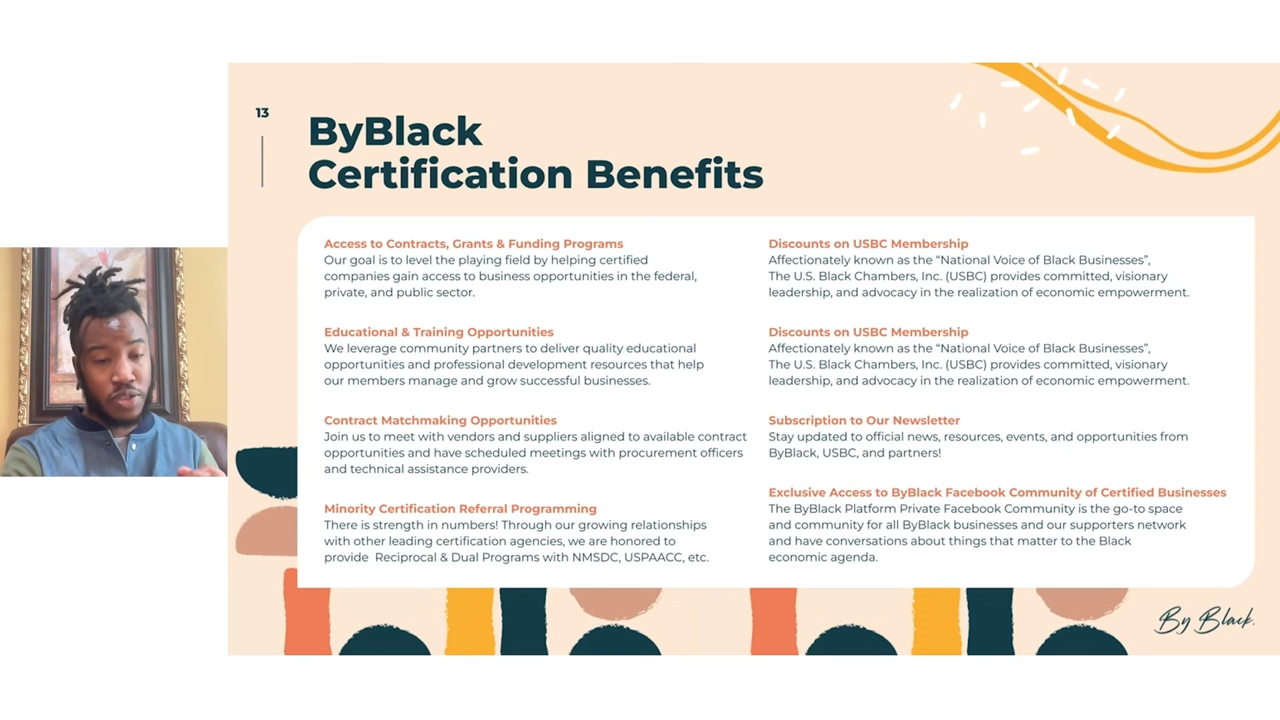 13
ByBlack
Certification Benefits
Access to Contracts, Grants & Funding Programs
Our goal is to level the playing field by helping certified
companies gain access to business opportunities in the federal,
private, and public sector.
Educational & Training Opportunities
We leverage community partners to deliver quality educational
opportunities and professional development resources that help
our members manage and grow successful businesses.
Contract Matchmaking Opportunities
Join us to meet with vendors and suppliers aligned to available contract
opportunities and have scheduled meetings with procurement officers
and technical assistance providers.
Minority Certification Referral Programming
There is strength in numbers! Through our growing relationships
with other leading certification agencies, we are honored to
provide  Reciprocal & Dual Programs with NMSDC, USPAACC, etc.
Discounts on USBC Membership
Affectionately known as the “National Voice of Black Businesses”,
The U.S. Black Chambers, Inc. (USBC) provides committed, visionary
leadership, and advocacy in the realization of economic empowerment.
Discounts on USBC Membership
Affectionately known as the “National Voice of Black Businesses”,
The U.S. Black Chambers, Inc. (USBC) provides committed, visionary
leadership, and advocacy in the realization of economic empowerment.
Subscription to Our Newsletter
Stay updated to official news, resources, events, and opportunities from
ByBlack, USBC, and partners!
Exclusive Access to ByBlack Facebook Community of Certified Businesses
The ByBlack Platform Private Facebook Community is the go-to space
and community for all ByBlack businesses and our supporters network
and have conversations about things that matter to the Black
economic agenda.
By Black.